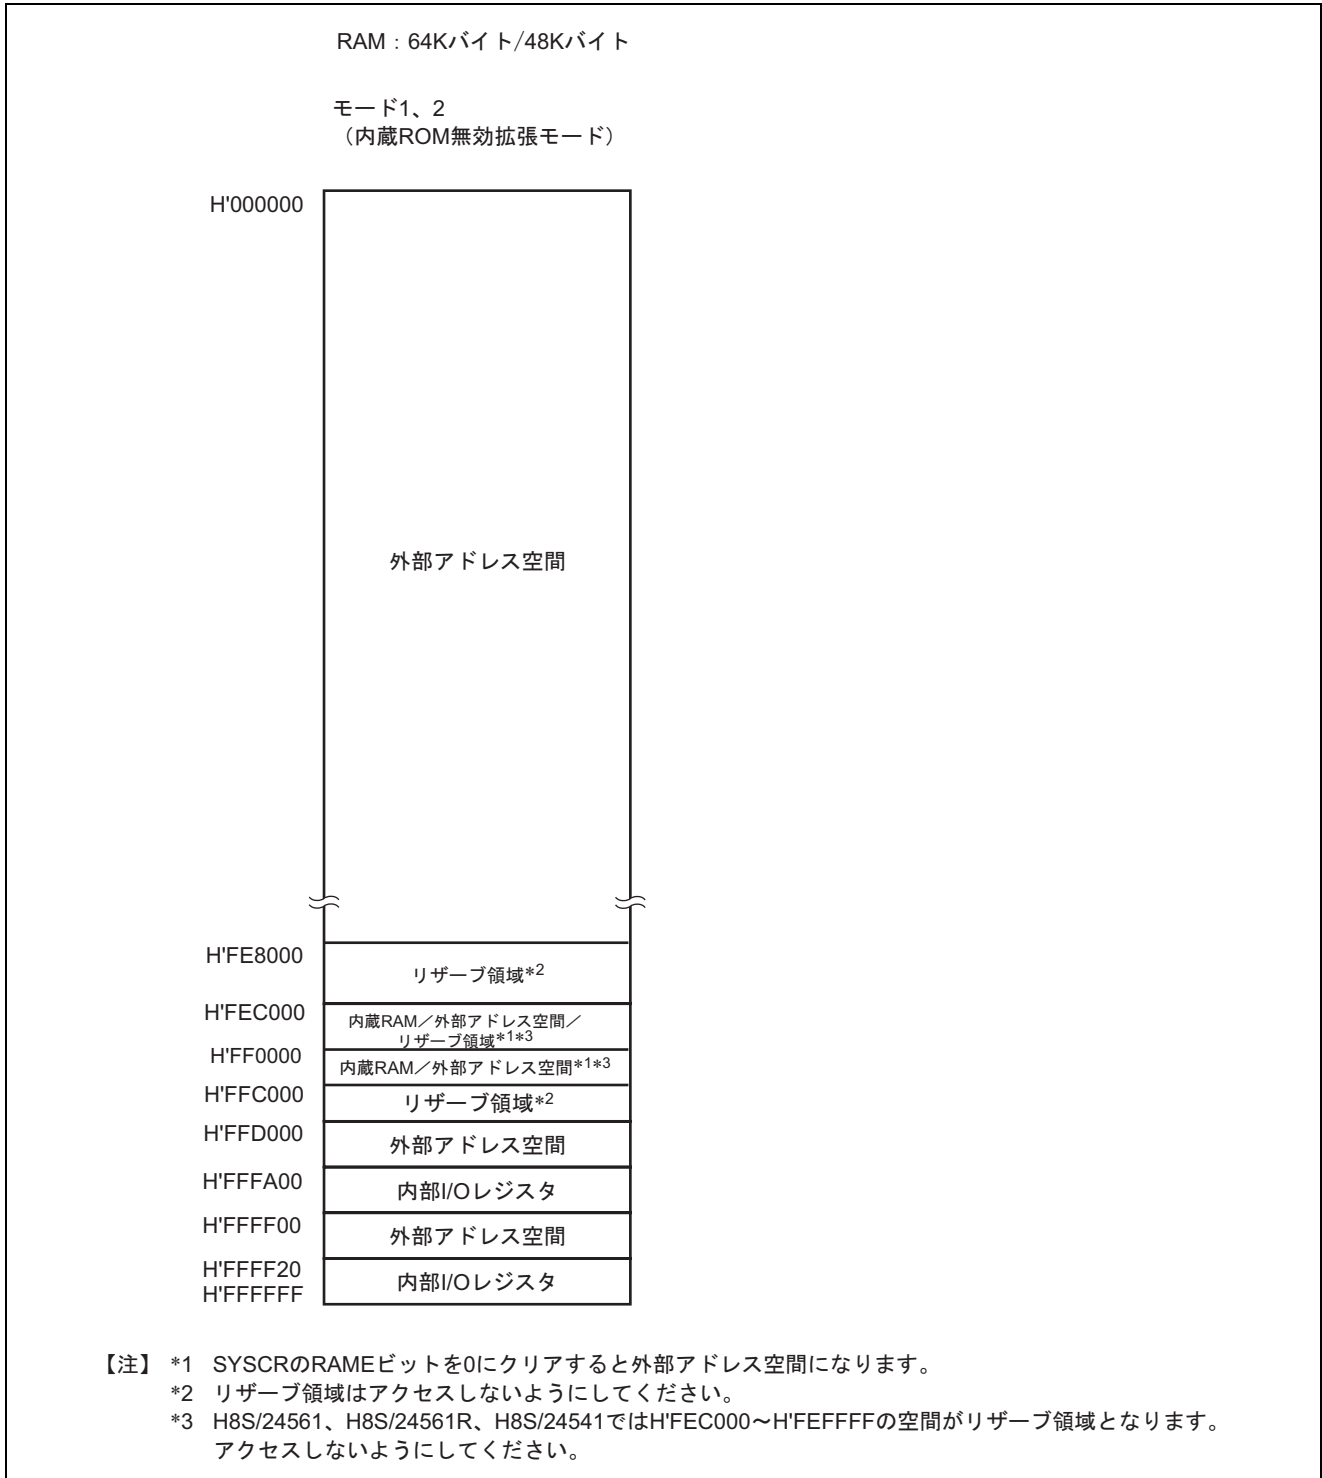 RAM：64Kバイト/48Kバイト
モード1、2
（内蔵ROM無効拡張モード）
H'000000
外部アドレス空間
H'FE8000
リザーブ領域*2
H'FEC000
内蔵RAM／外部アドレス空間／
リザーブ領域*1*3
H'FF0000
内蔵RAM／外部アドレス空間*1*3
H'FFC000
リザーブ領域*2
H'FFD000
外部アドレス空間
H'FFFA00
内部I/Oレジスタ
H'FFFF00
外部アドレス空間
H'FFFF20
内部I/Oレジスタ
H'FFFFFF
【注】 *1 SYSCRのRAMEビットを0にクリアすると外部アドレス空間になります。
*2 リザーブ領域はアクセスしないようにしてください。
*3 H8S/24561、H8S/24561R、H8S/24541ではH'FEC000～H'FEFFFFの空間がリザーブ領域となります。
アクセスしないようにしてください。